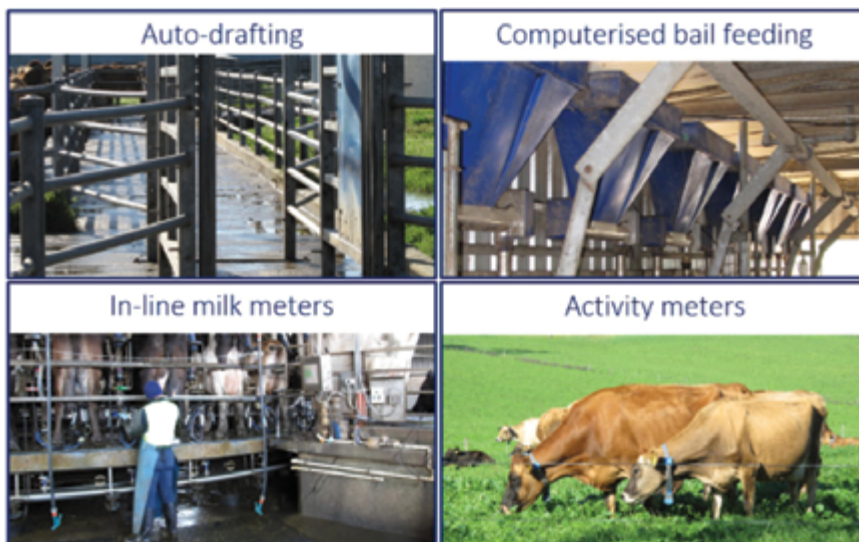 Auto-drafting
Computerised bail feeding
In-line milk meters
Activity meters